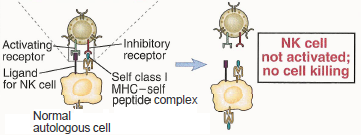 Activating
receptor
Inhibitory
receptor
Ligand
for NK cell
Self class I
MHC–self
peptide complex
Normal
autologous cell
NK cell
not activated;
no cell killing